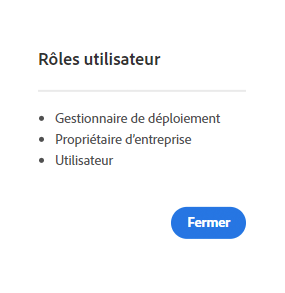 Rôles utilisateur
• Gestionnaire de déploiement
• Propriétaire d'entreprise
• Utilisateur
Fermer